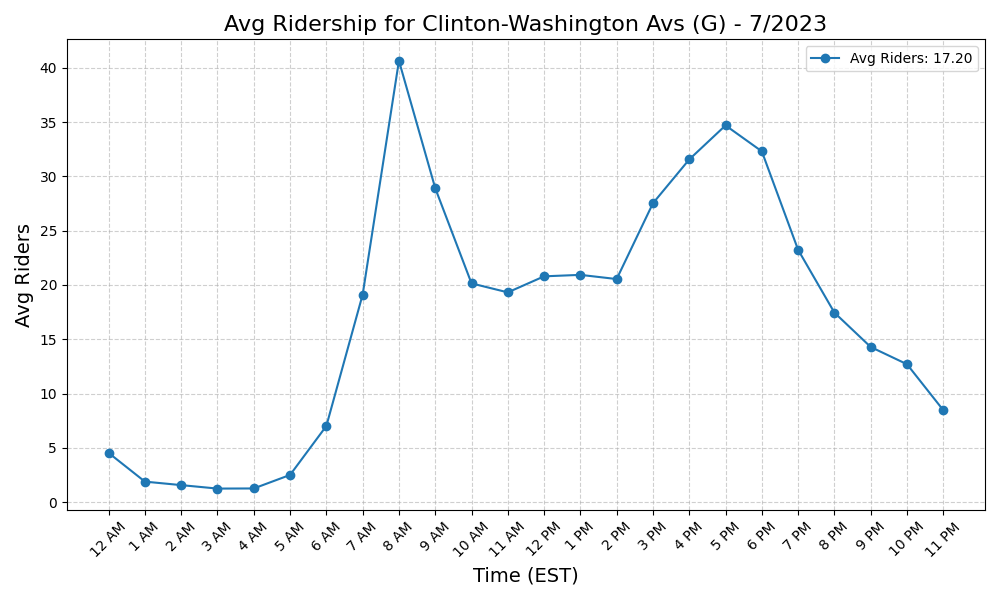 Avg Ridership for Clinton-Washington Avs (G) - 7/2023
Avg Riders: 17.20
Avg Riders
40
35
30
25
20
15
10
5
0
12 AM
1 AM
2 AM
3 AM
4 AM
5 AM
6 AM
7 AM
8 AM
9 AM
10 AM
11 AM
12 PM
1 PM
2 PM
3 PM
4 PM
5 PM
6 PM
7 PM
8 PM
9 PM
10 PM
11 PM
Time (EST)